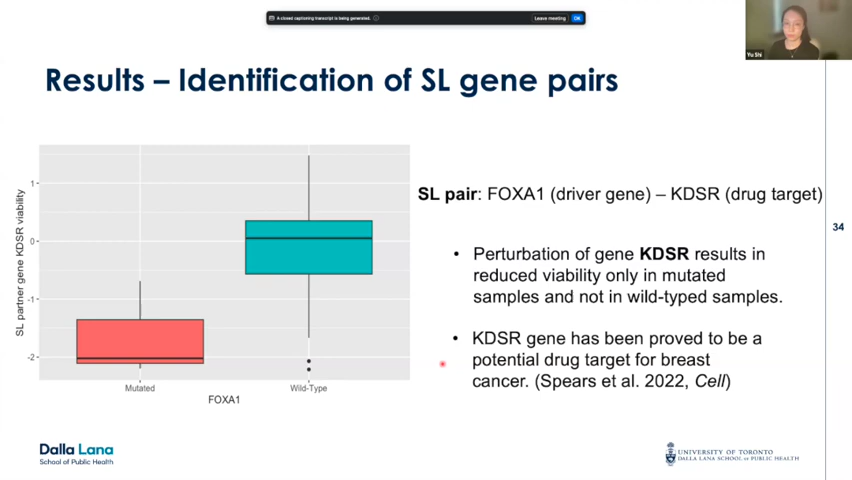 A closed captioning transcript is being generated.
Leave meeting
OK
Yu Shi
Results – Identification of SL gene pairs
SL partner gene KDSR viability
1
0
-1
-2
Mutated
Wild-Type
FOXA1
SL pair: FOXA1 (driver gene) – KDSR (drug target)
34
• Perturbation of gene KDSR results in
reduced viability only in mutated
samples and not in wild-typed samples.
• KDSR gene has been proved to be a
potential drug target for breast
cancer. (Spears et al. 2022, Cell)
Dalla Lana
School of Public Health
UNIVERSITY OF TORONTO
DALLA LANA SCHOOL OF PUBLIC HEALTH